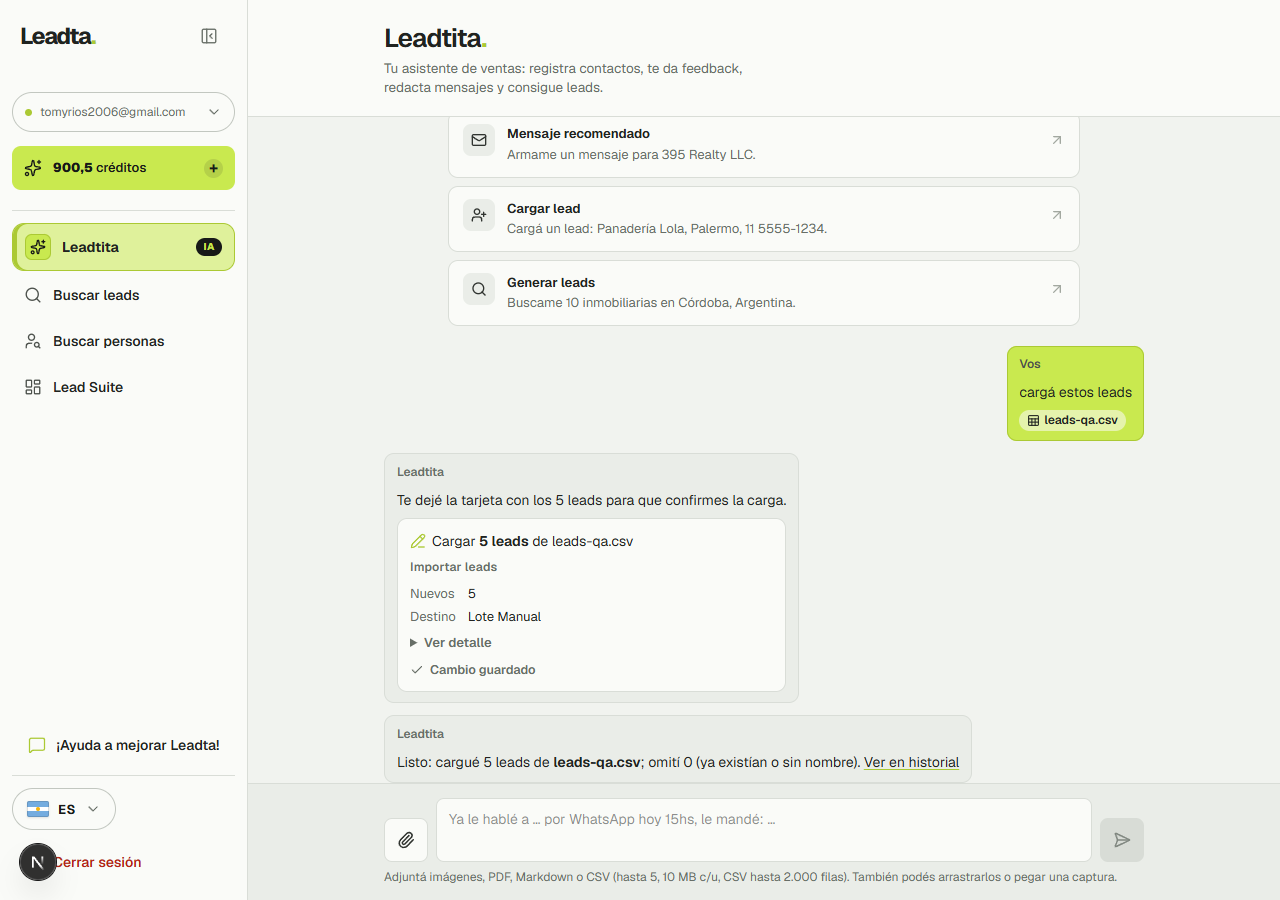 Leadta.
tomyrios2006@gmail.com
900,5 créditos
+
Leadtita
IA
Buscar leads
Buscar personas
Lead Suite
¡Ayuda a mejorar Leadta!
ES
N
Cerrar sesión
Leadtita.
Tu asistente de ventas: registra contactos, te da feedback,
redacta mensajes y consigue leads.
Mensaje recomendado
Armame un mensaje para 395 Realty LLC.
Cargar lead
Cargá un lead: Panadería Lola, Palermo, 11 5555-1234.
Generar leads
Buscame 10 inmobiliarias en Córdoba, Argentina.
Vos
cargá estos leads
leads-qa.csv
Leadtita
Te dejé la tarjeta con los 5 leads para que confirmes la carga.
Cargar 5 leads de leads-qa.csv
Importar leads
Nuevos 5
Destino Lote Manual
Ver detalle
Cambio guardado
Leadtita
Listo: cargué 5 leads de leads-qa.csv; omití 0 (ya existían o sin nombre). Ver en historial
Ya le hablé a … por WhatsApp hoy 15hs, le mandé: …
Adjuntá imágenes, PDF, Markdown o CSV (hasta 5, 10 MB c/u, CSV hasta 2.000 filas). También podés arrastrarlos o pegar una captura.